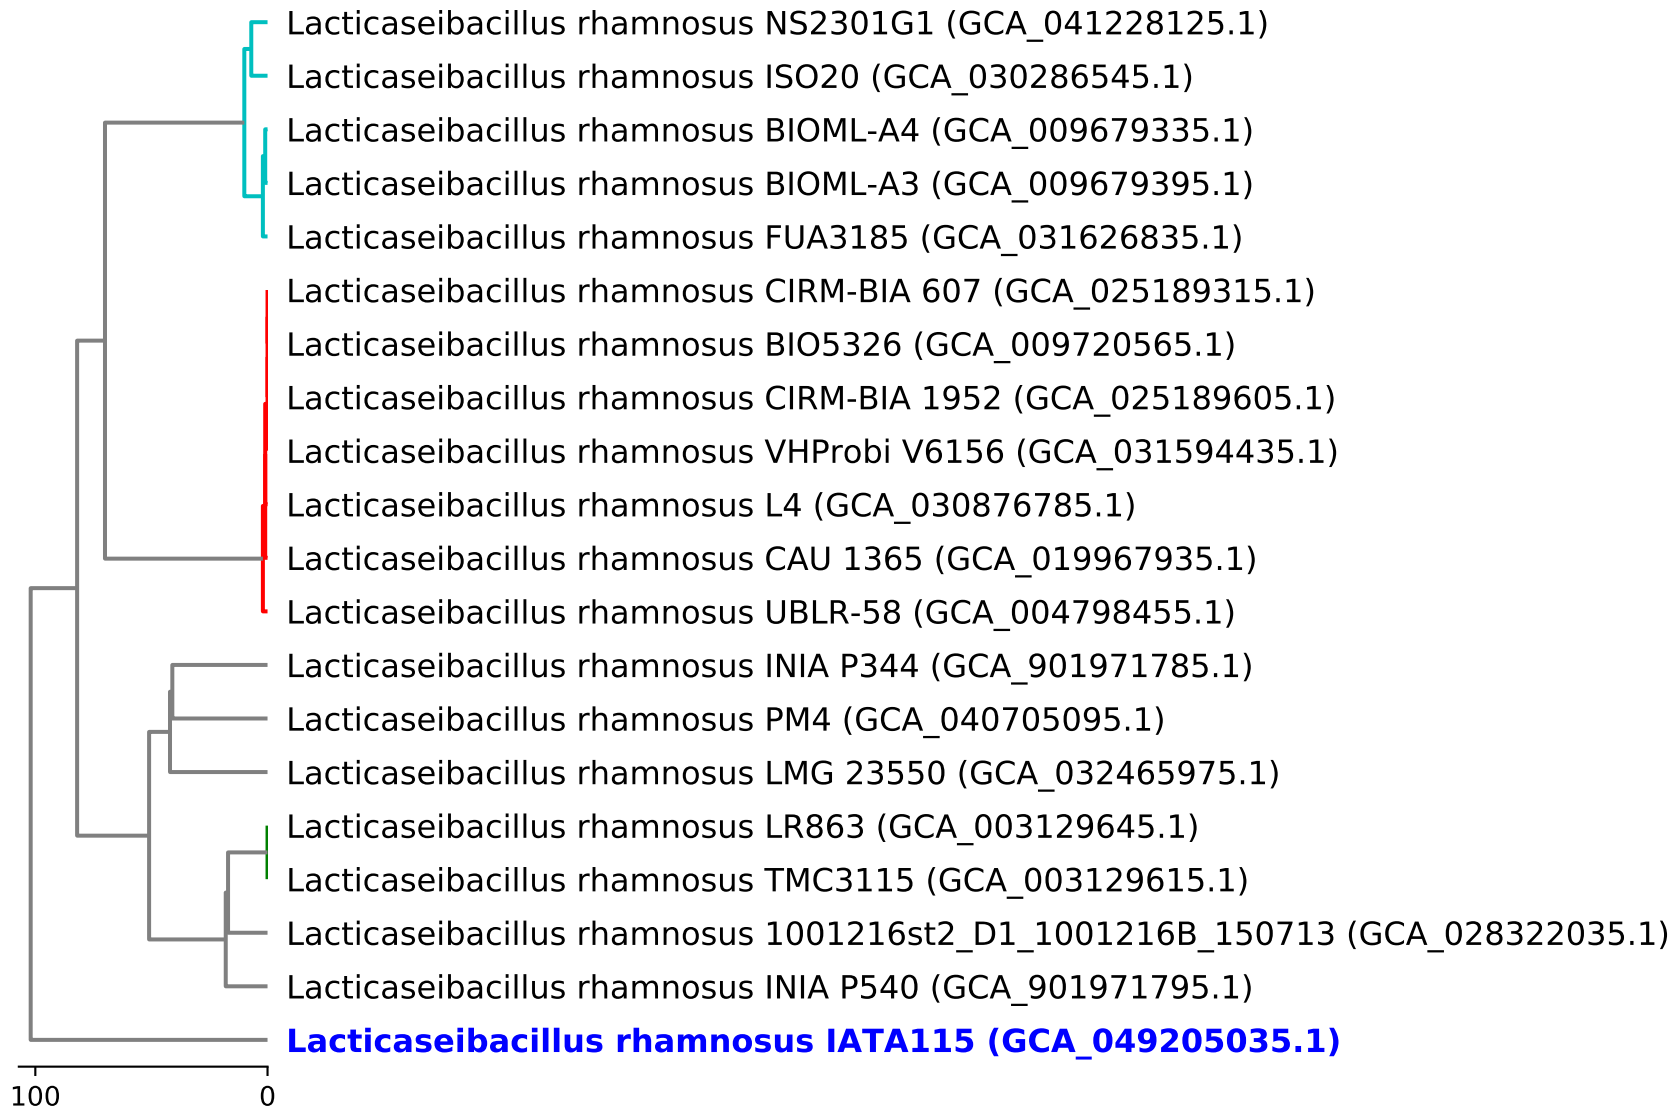 Lacticaseibacillus rhamnosus NS2301G1 (GCA_041228125.1)
Lacticaseibacillus rhamnosus ISO20 (GCA_030286545.1)
Lacticaseibacillus rhamnosus BIOML-A4 (GCA_009679335.1)
Lacticaseibacillus rhamnosus BIOML-A3 (GCA_009679395.1)
Lacticaseibacillus rhamnosus FUA3185 (GCA_031626835.1)
Lacticaseibacillus rhamnosus CIRM-BIA 607 (GCA_025189315.1)
Lacticaseibacillus rhamnosus BIO5326 (GCA_009720565.1)
Lacticaseibacillus rhamnosus CIRM-BIA 1952 (GCA_025189605.1)
Lacticaseibacillus rhamnosus VHProbi V6156 (GCA_031594435.1)
Lacticaseibacillus rhamnosus L4 (GCA_030876785.1)
Lacticaseibacillus rhamnosus CAU 1365 (GCA_019967935.1)
Lacticaseibacillus rhamnosus UBLR-58 (GCA_004798455.1)
Lacticaseibacillus rhamnosus INIA P344 (GCA_901971785.1)
Lacticaseibacillus rhamnosus PM4 (GCA_040705095.1)
Lacticaseibacillus rhamnosus LMG 23550 (GCA_032465975.1)
Lacticaseibacillus rhamnosus LR863 (GCA_003129645.1)
Lacticaseibacillus rhamnosus TMC3115 (GCA_003129615.1)
Lacticaseibacillus rhamnosus 1001216st2_D1_1001216B_150713 (GCA_028322035.1)
Lacticaseibacillus rhamnosus INIA P540 (GCA_901971795.1)
Lacticaseibacillus rhamnosus IATA115 (GCA_049205035.1)
100 0